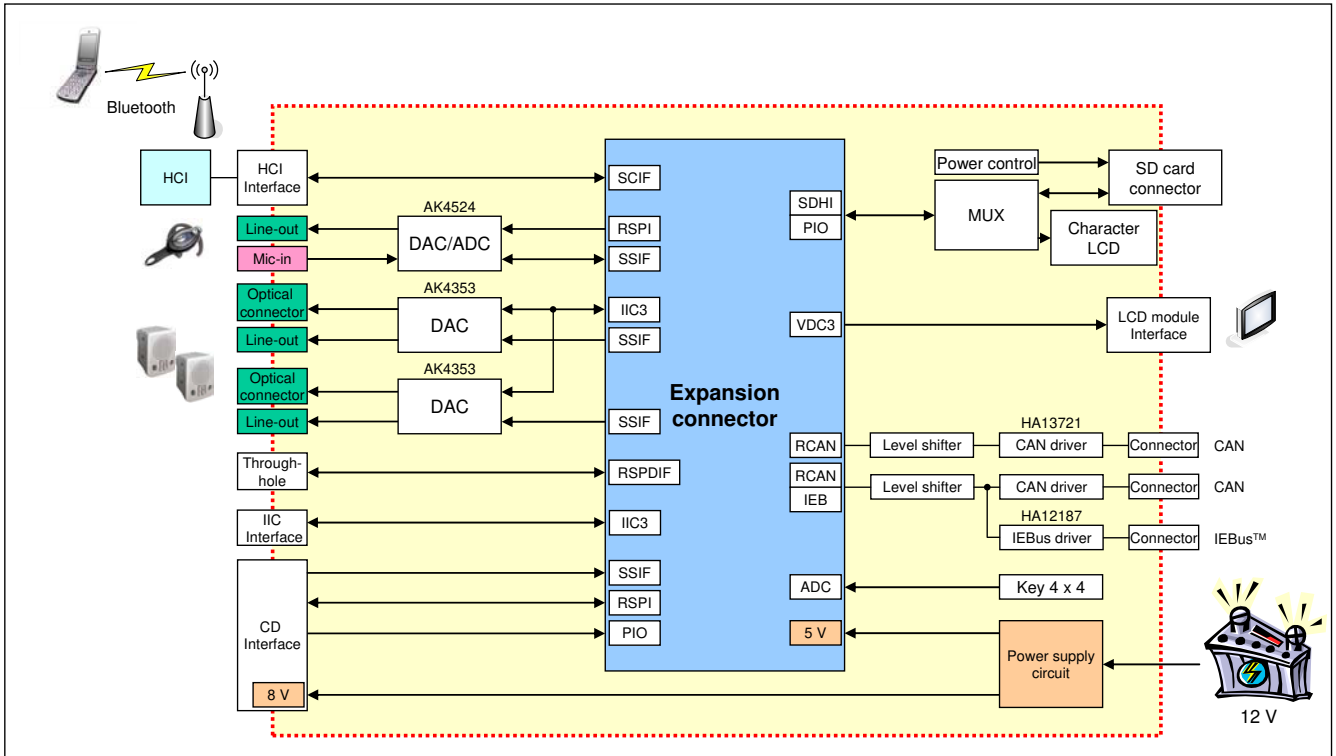 Bluetooth
HCI
HCI
Interface
SCIF
Line-out
Mic-in
AK4524
DAC/ADC
RSPI
SSIF
Optical
connector
Line-out
AK4353
DAC
IIC3
SSIF
Optical
connector
Line-out
AK4353
DAC
SSIF
Through-
hole
RSPDIF
IIC
Interface
IIC3
CD
Interface
8 V
SSIF
RSPI
PIO
Expansion
connector
SDHI
PIO
Power control
MUX
SD card
connector
Character
LCD
VDC3
LCD module
Interface
RCAN
Level shifter
HA13721
CAN driver
Connector
CAN
RCAN
IEB
Level shifter
CAN driver
Connector
CAN
HA12187
IEBus driver
Connector
IEBus™
ADC
Key 4 x 4
5 V
Power supply
circuit
12 V